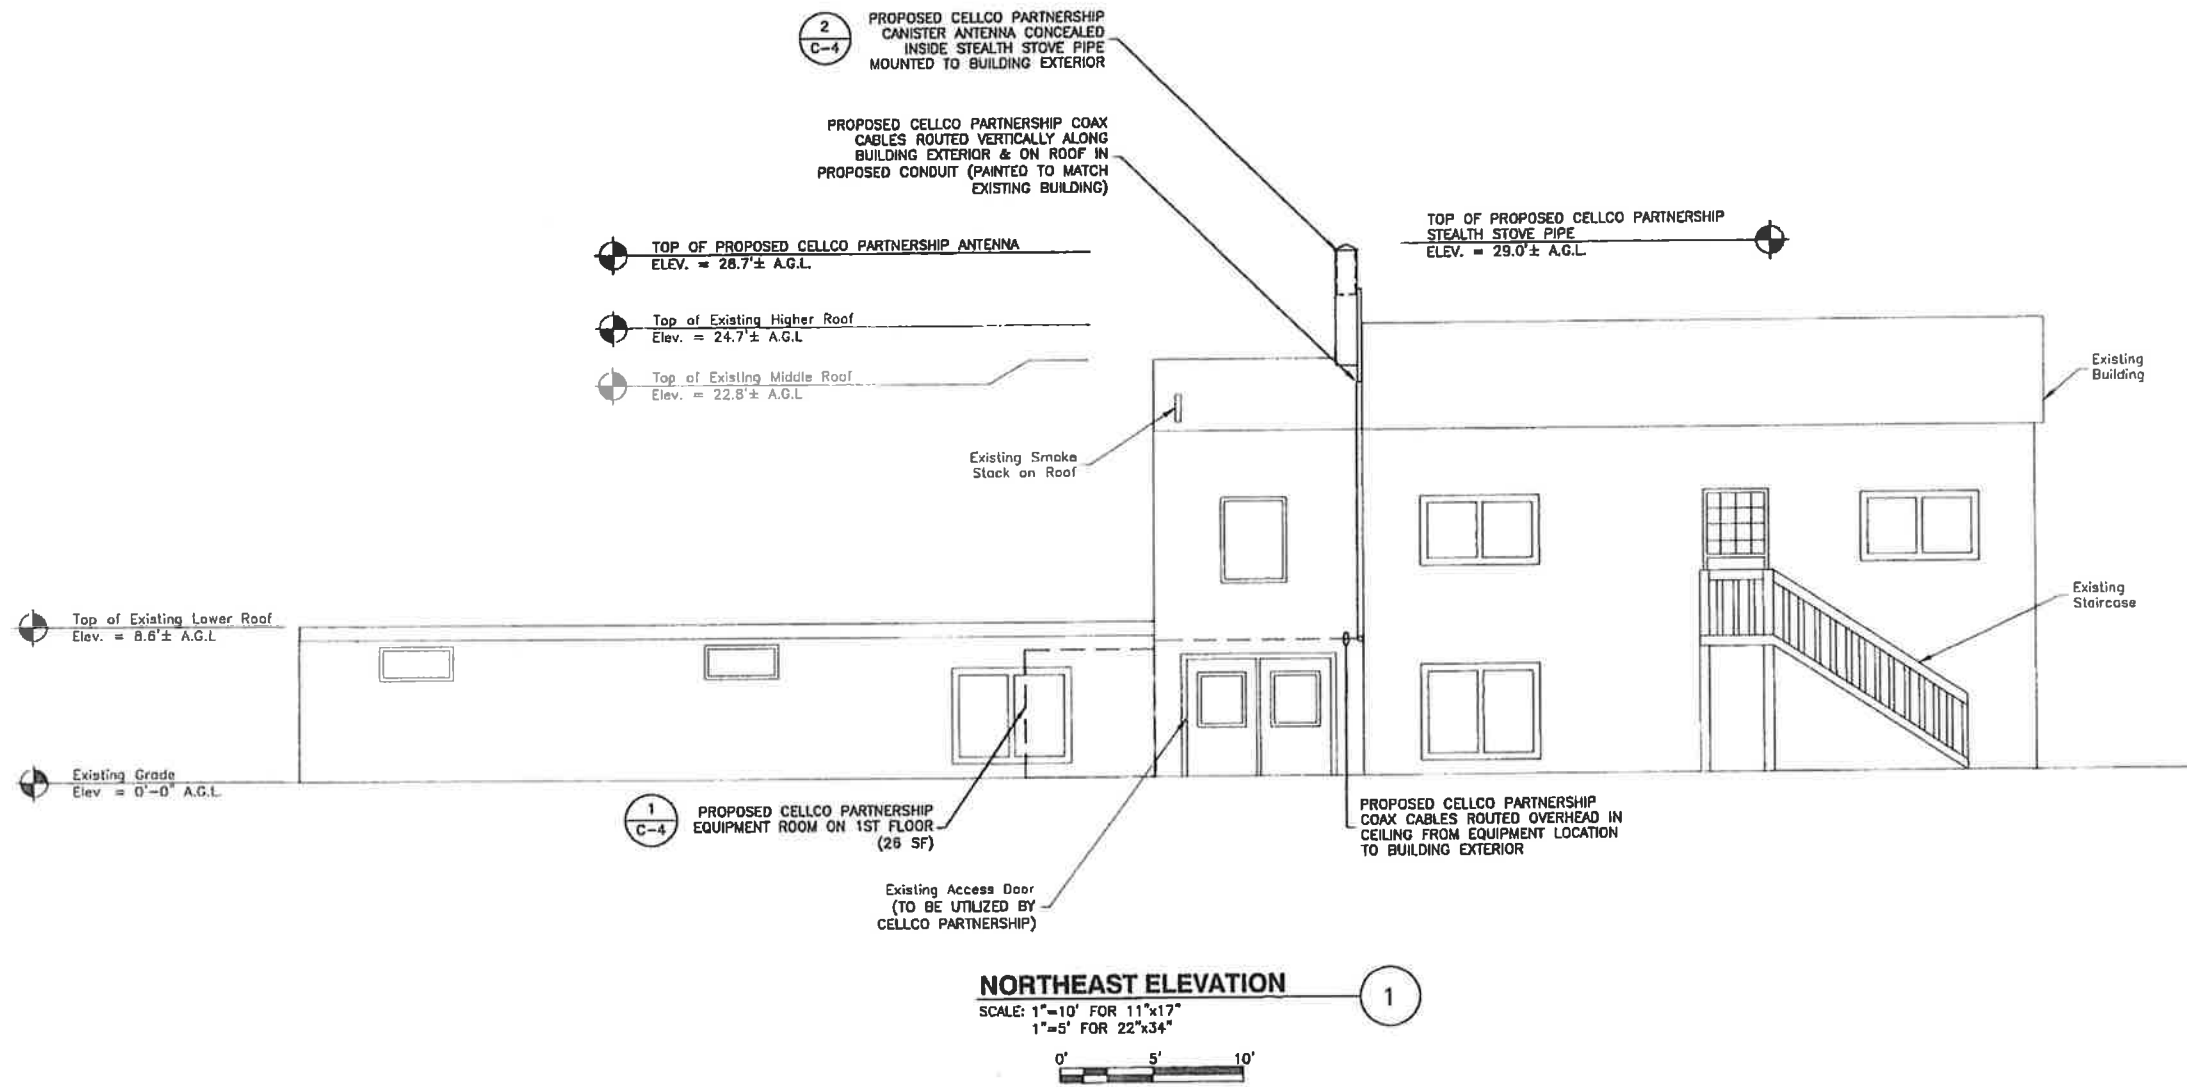 2
C-4
PROPOSED CELLCO PARTNERSHIP
CANISTER ANTENNA CONCEALED
INSIDE STEALTH STOVE PIPE
MOUNTED TO BUILDING EXTERIOR
PROPOSED CELLCO PARTNERSHIP COAX
CABLES ROUTED VERTICALLY ALONG
BUILDING EXTERIOR & ON ROOF IN
PROPOSED CONDUIT (PAINTED TO MATCH
EXISTING BUILDING)
TOP OF PROPOSED CELLCO PARTNERSHIP ANTENNA
ELEV. = 28.7'± A.G.L.
TOP OF PROPOSED CELLCO PARTNERSHIP
STEALTH STOVE PIPE
ELEV. = 29.0'± A.G.L.
Top of Existing Higher Roof
Elev. = 24.7'± A.G.L
Top of Existing Middle Roof
Elev. = 22.8'± A.G.L
Existing
Building
Existing Smoke
Stack on Roof
Existing
Staircase
Top of Existing Lower Roof
Elev. = 8.6'± A.G.L
Existing Grade
Elev = 0'-0" A.G.L.
1
C-4
PROPOSED CELLCO PARTNERSHIP
EQUIPMENT ROOM ON 1ST FLOOR
(26 SF)
PROPOSED CELLCO PARTNERSHIP
COAX CABLES ROUTED OVERHEAD IN
CEILING FROM EQUIPMENT LOCATION
TO BUILDING EXTERIOR
Existing Access Door
(TO BE UTILIZED BY
CELLCO PARTNERSHIP)
NORTHEAST ELEVATION
1
SCALE: 1"=10' FOR 11"x17"
1"=5' FOR 22"x34"
0' 5' 10'